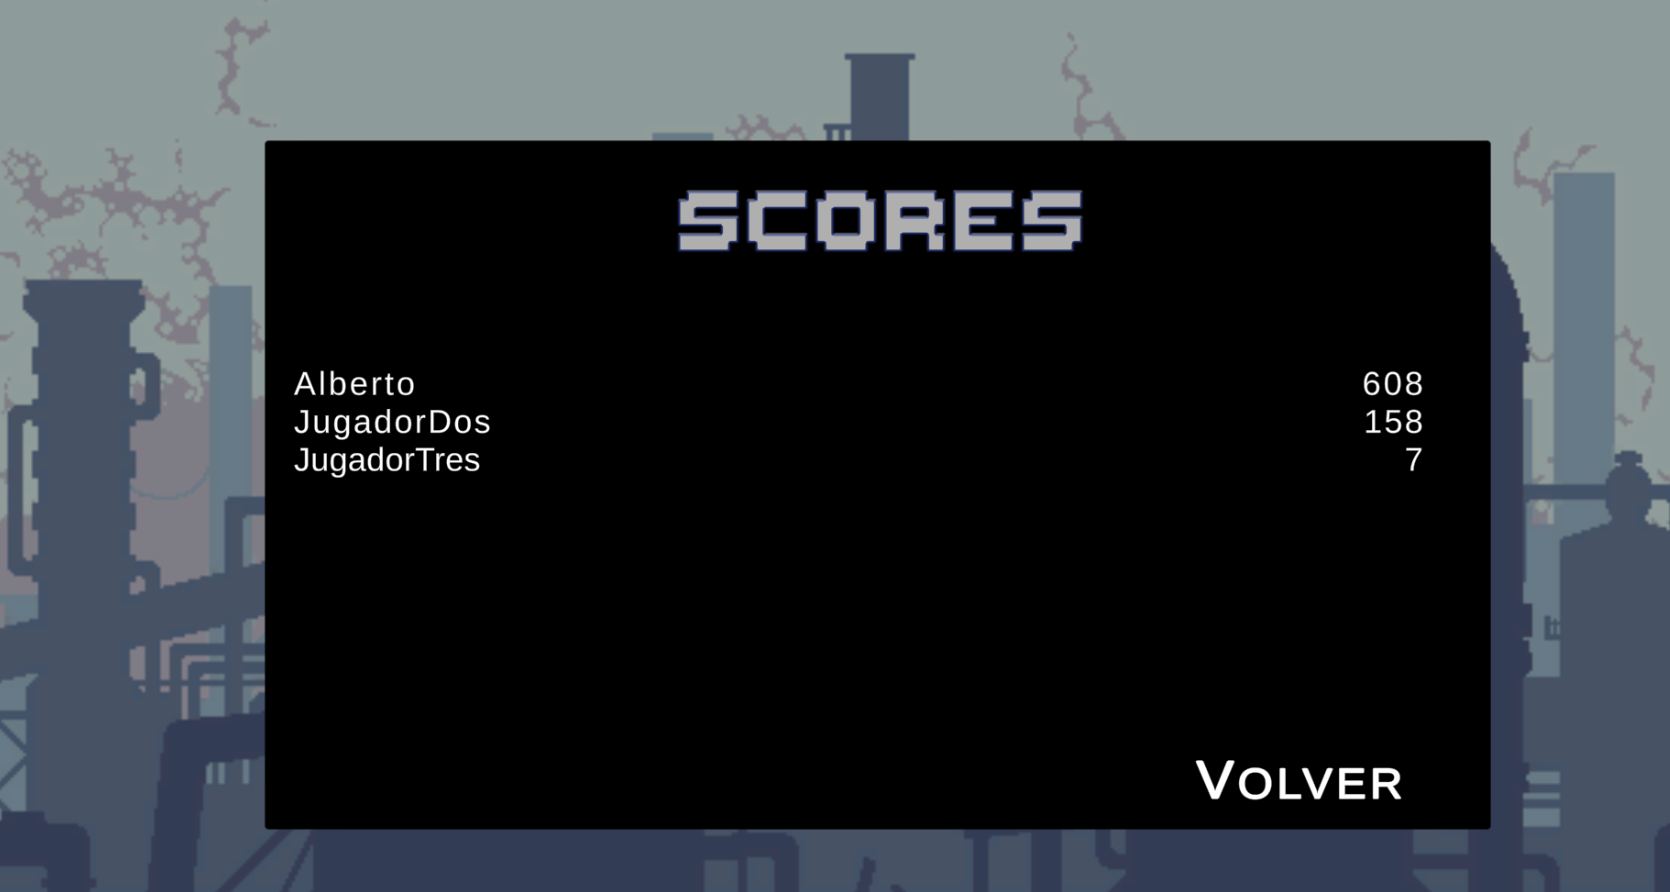 SCORES
Alberto 608
JugadorDos 158
JugadorTres 7
VOLVER